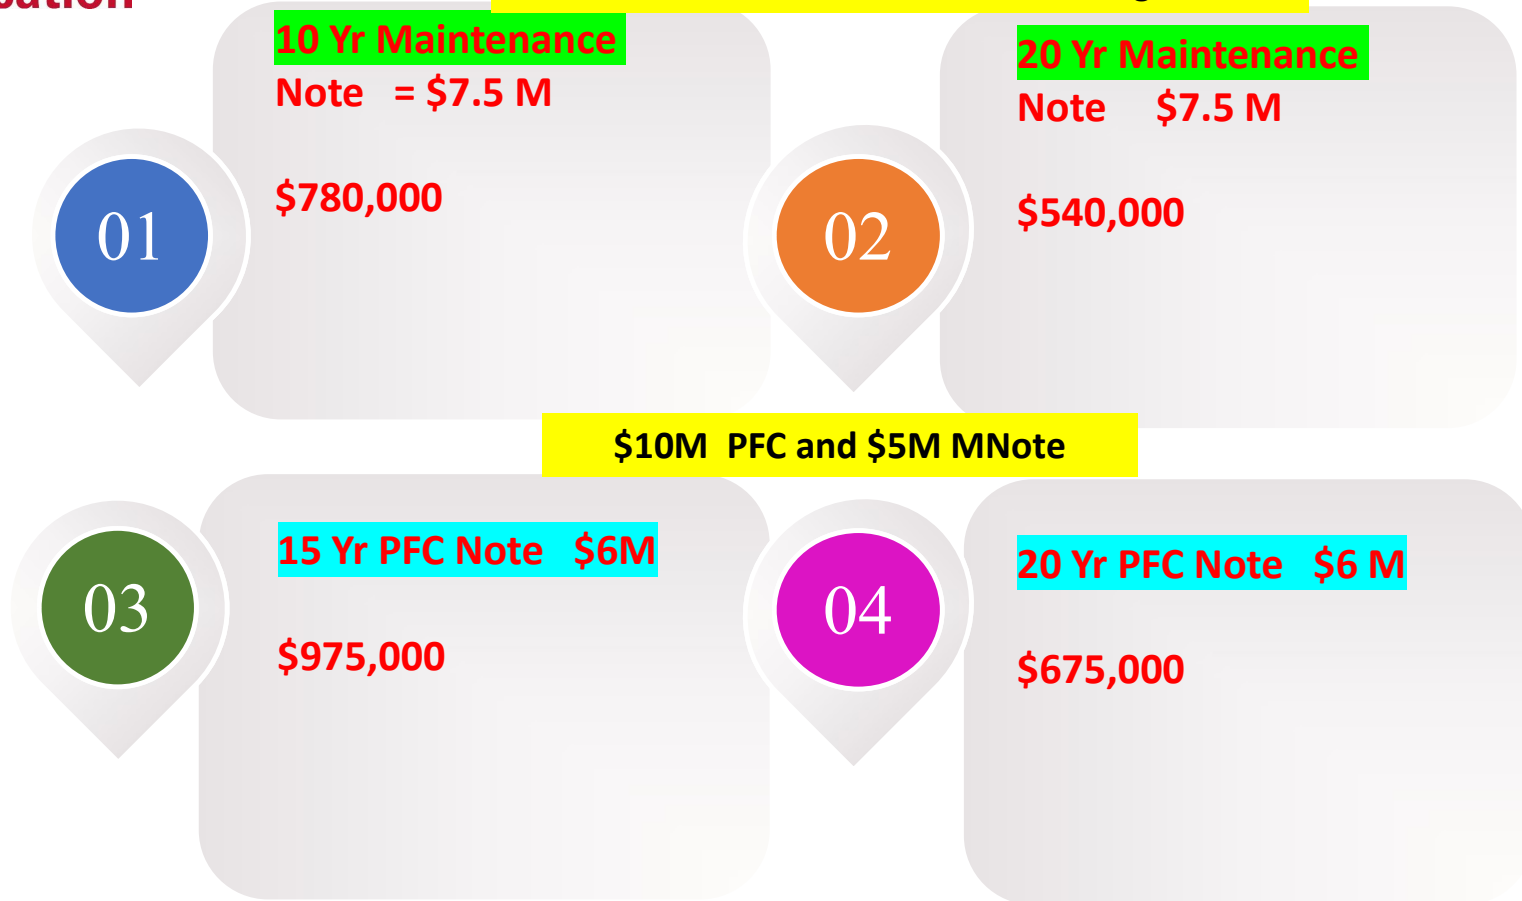 10 Yr Maintenance
Note = $7.5 M
$780,000
01
20 Yr Maintenance
Note $7.5 M
$540,000
02
$10M PFC and $5M MNote
15 Yr PFC Note $6M
$975,000
03
20 Yr PFC Note $6 M
$675,000
04